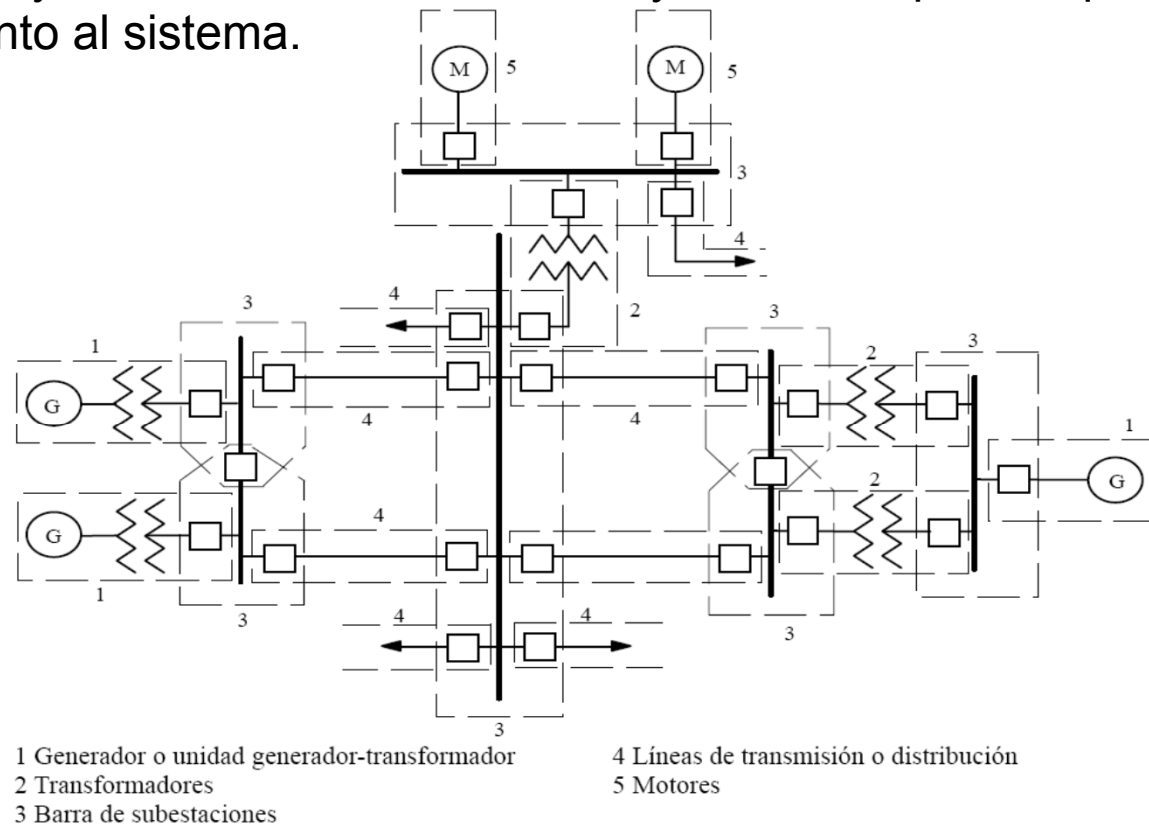 nto al sistema.
M 5 M 5
3
4
4
2
3
3
1
2
3
G
4
4
1
G
2
G
4
1
3
4
4
3
3
1 Generador o unidad generador-transformador
4 Líneas de transmisión o distribución
2 Transformadores
5 Motores
3 Barra de subestaciones